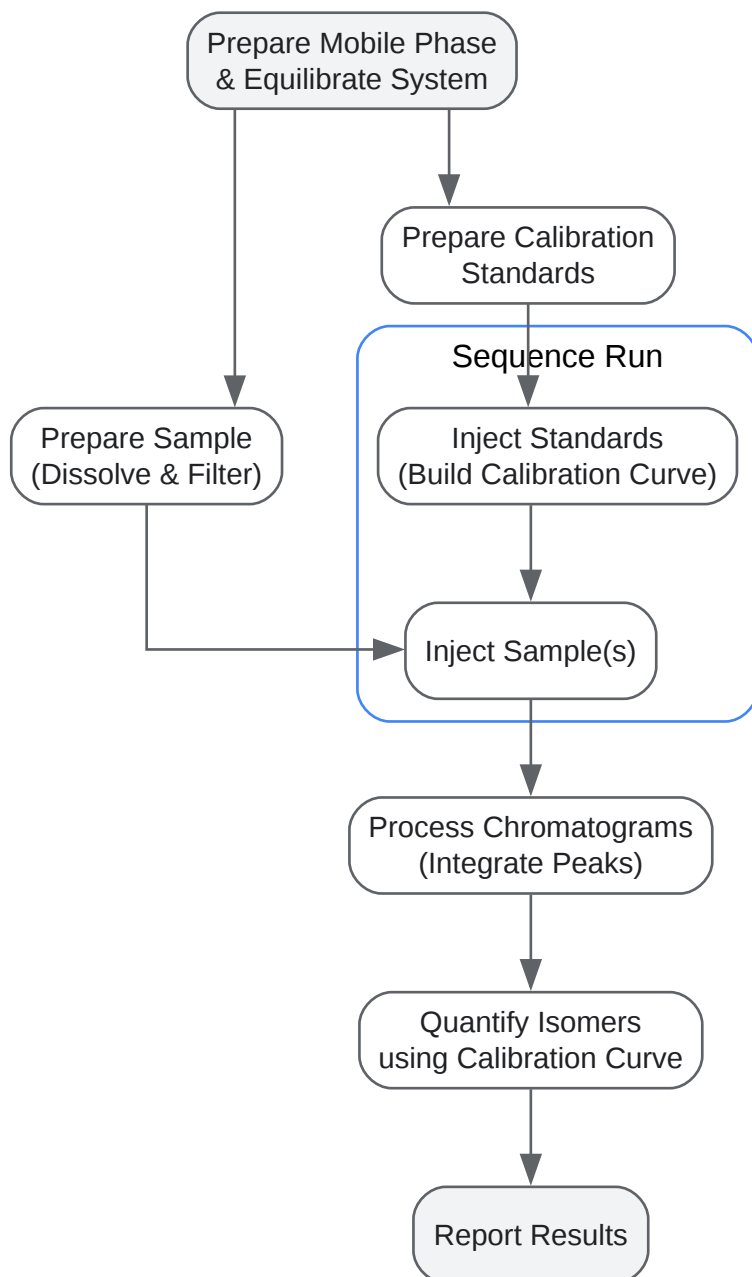 Prepare Mobile Phase
& Equilibrate System
Prepare Calibration
Standards
Sequence Run
Prepare Sample
(Dissolve & Filter)
Inject Standards
(Build Calibration Curve)
Inject Sample(s)
Process Chromatograms
(Integrate Peaks)
Quantify Isomers
using Calibration Curve
Report Results